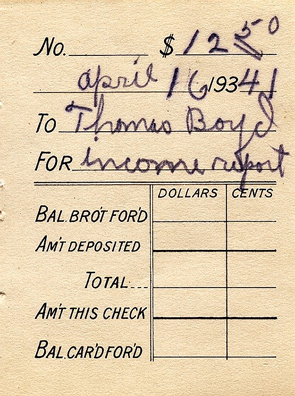 No. $ 12 50
April 16 19341
To Thomas Boyd
For income report
DOLLARS CENTS
BAL. BRO'T FOR'D
AM'T DEPOSITED
TOTAL
AM'T THIS CHECK
BAL. CAR'D FOR'D